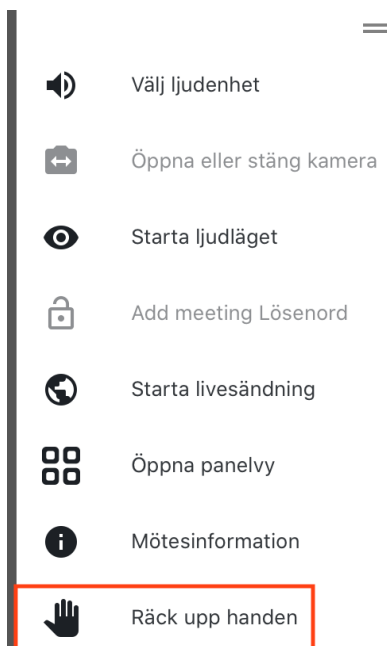 Välj ljudenhet
Öppna eller stäng kamera
Starta ljudläget
Add meeting Lösenord
Starta livesändning
Öppna panelvy
Mötesinformation
Räck upp handen